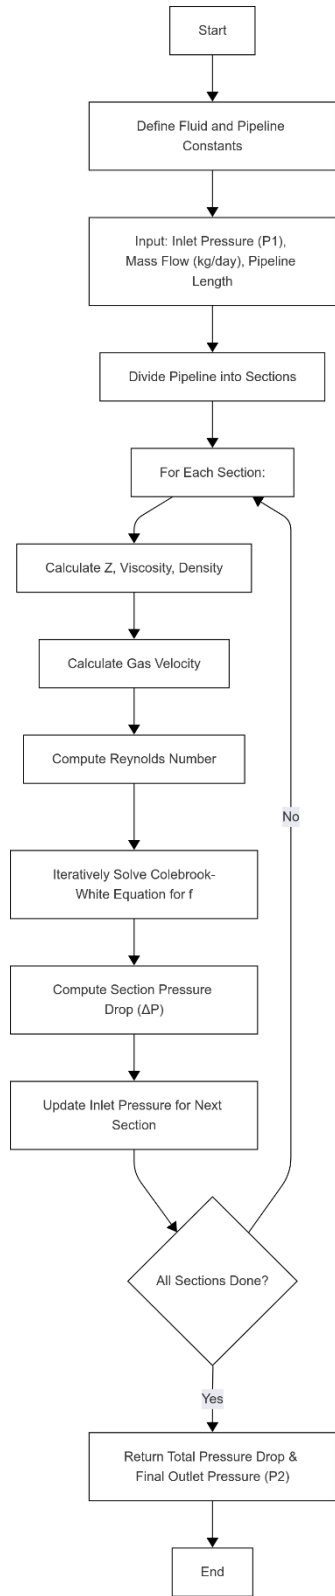 Start
Define Fluid and Pipeline
Constants
Input: Inlet Pressure (P1),
Mass Flow (kg/day), Pipeline
Length
Divide Pipeline into Sections
For Each Section:
Calculate Z, Viscosity, Density
Calculate Gas Velocity
Compute Reynolds Number
No
Iteratively Solve Colebrook-
White Equation for f
Compute Section Pressure
Drop (ΔP)
Update Inlet Pressure for Next
Section
All Sections Done?
Yes
Return Total Pressure Drop &
Final Outlet Pressure (P2)
End